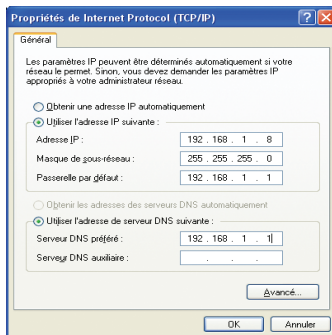 Propriétés de Internet Protocol (TCP/IP)
Général
Les paramètres IP peuvent être déterminés automatiquement si votre
réseau le permet. Sinon, vous devez demander les paramètres IP
appropriés à votre administrateur réseau.
Obtenir une adresse IP automatiquement
Utiliser l'adresse IP suivante :
Adresse IP : 192 . 168 . 1 . 8
Masque de sous-réseau : 255 . 255 . 255 . 0
Passerelle par défaut : 192 . 168 . 1 . 1
Obtenir les adresses des serveurs DNS automatiquement
Utiliser l'adresse de serveur DNS suivante :
Serveur DNS préféré : 192 . 168 . 1 . 1
Serveur DNS auxiliaire : . . .
Avancé...
OK Annuler